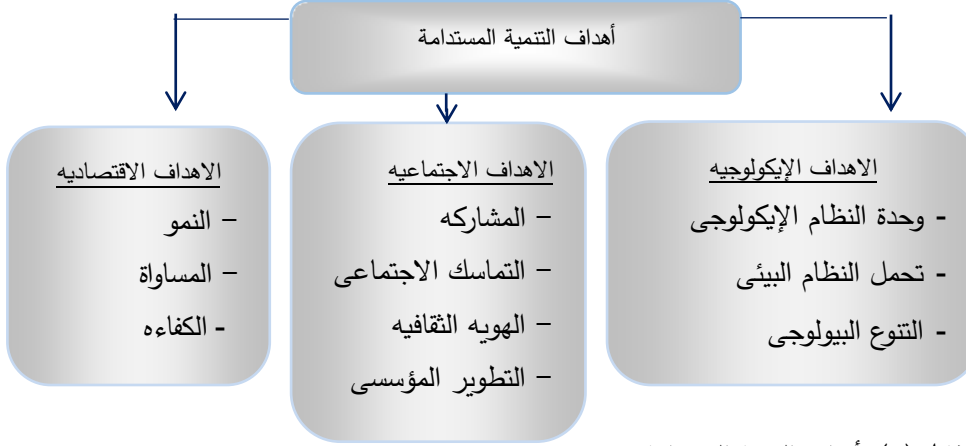 أهداف التنمية المستدامة
الاهداف الإيكولوجيه
- وحدة النظام الإيكولوجى
- تحمل النظام البيئى
- التنوع البيولوجى
الاهداف الاجتماعيه
– المشاركه
– التماسك الاجتماعى
– الهويه الثقافيه
– التطوير المؤسسى
الاهداف الاقتصاديه
– النمو
– المساواة
- الكفاءه